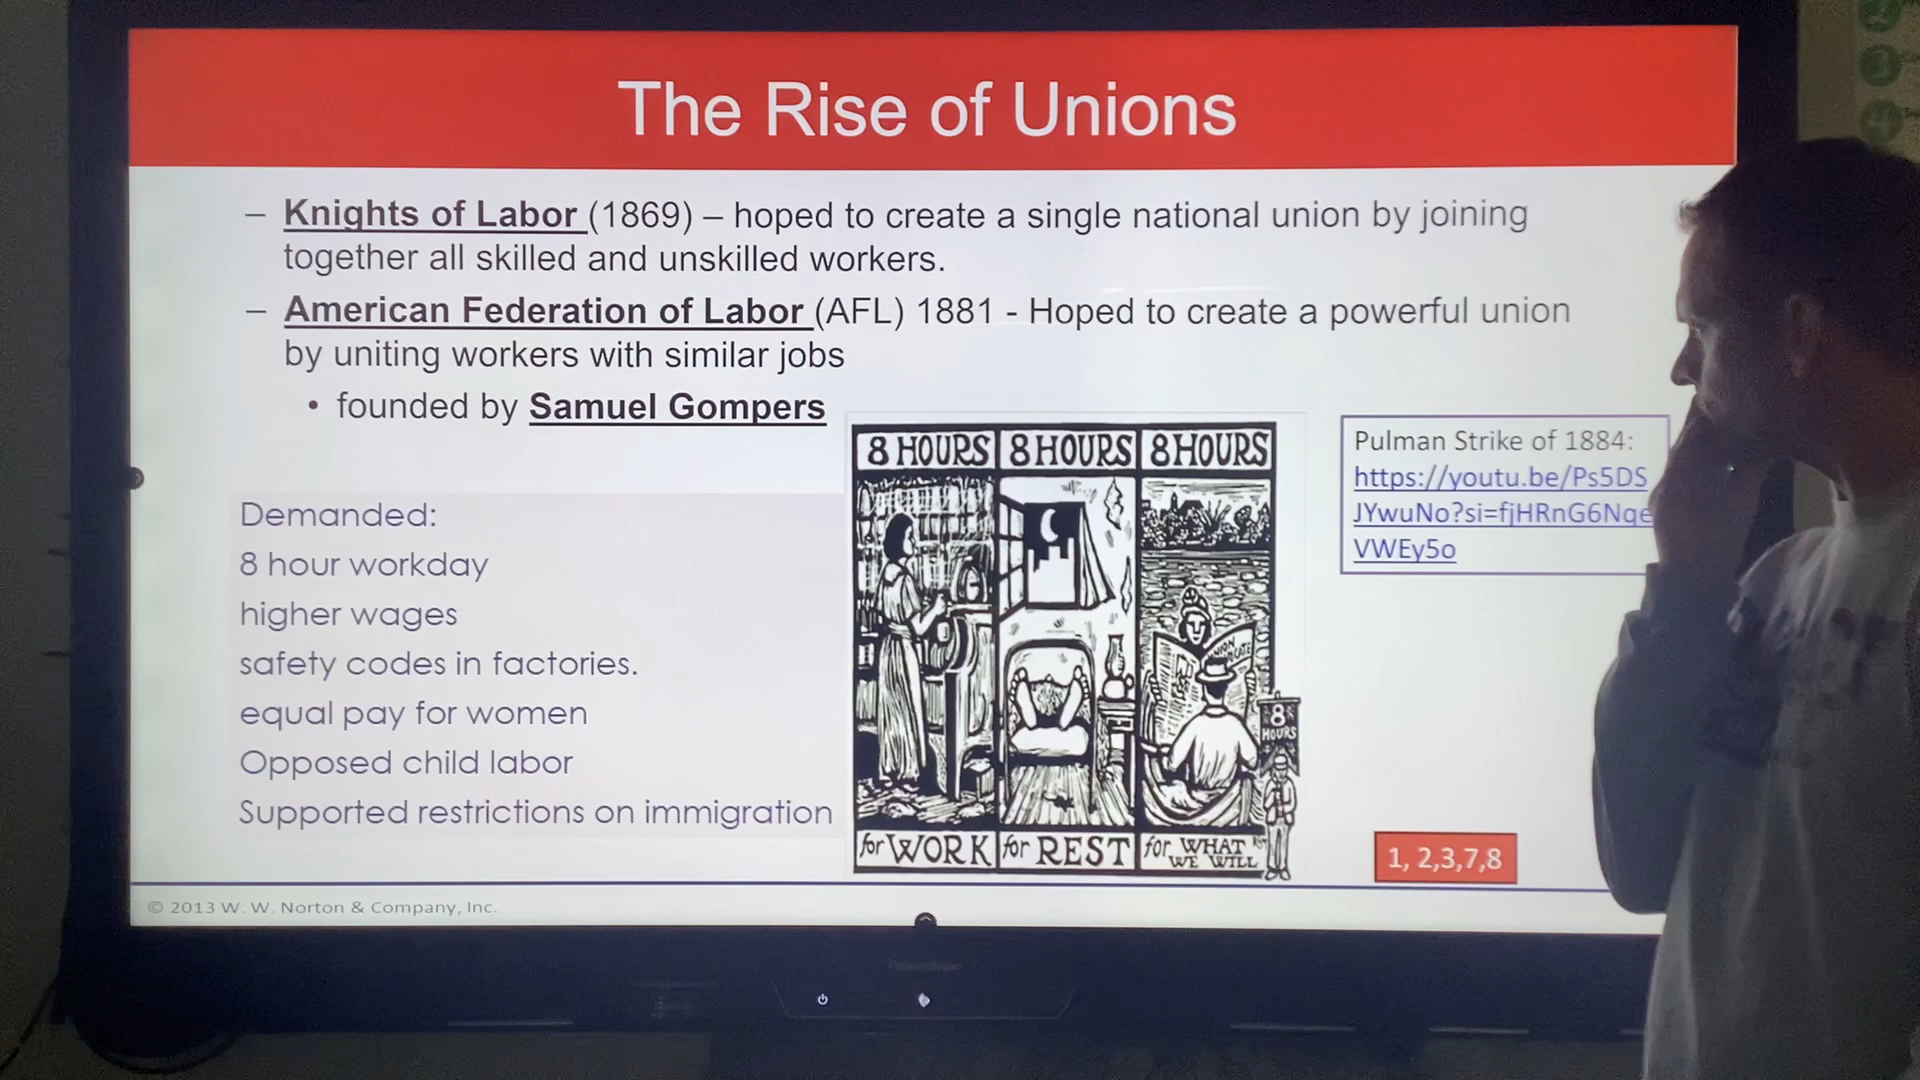 The Rise of Unions
– Knights of Labor (1869) – hoped to create a single national union by joining
together all skilled and unskilled workers.
– American Federation of Labor (AFL) 1881 - Hoped to create a powerful union
by uniting workers with similar jobs
• founded by Samuel Gompers
Demanded:
8 hour workday
higher wages
safety codes in factories.
equal pay for women
Opposed child labor
Supported restrictions on immigration
8 HOURS 8 HOURS 8 HOURS
UNION
8
HOURS
for WORK for REST for WHAT
WE WILL
Pulman Strike of 1884:
https://youtu.be/Ps5DS
JYwuNo?si=fjHRnG6Nqe
VWEy5o
1, 2,3,7,8
© 2013 W. W. Norton & Company, Inc.